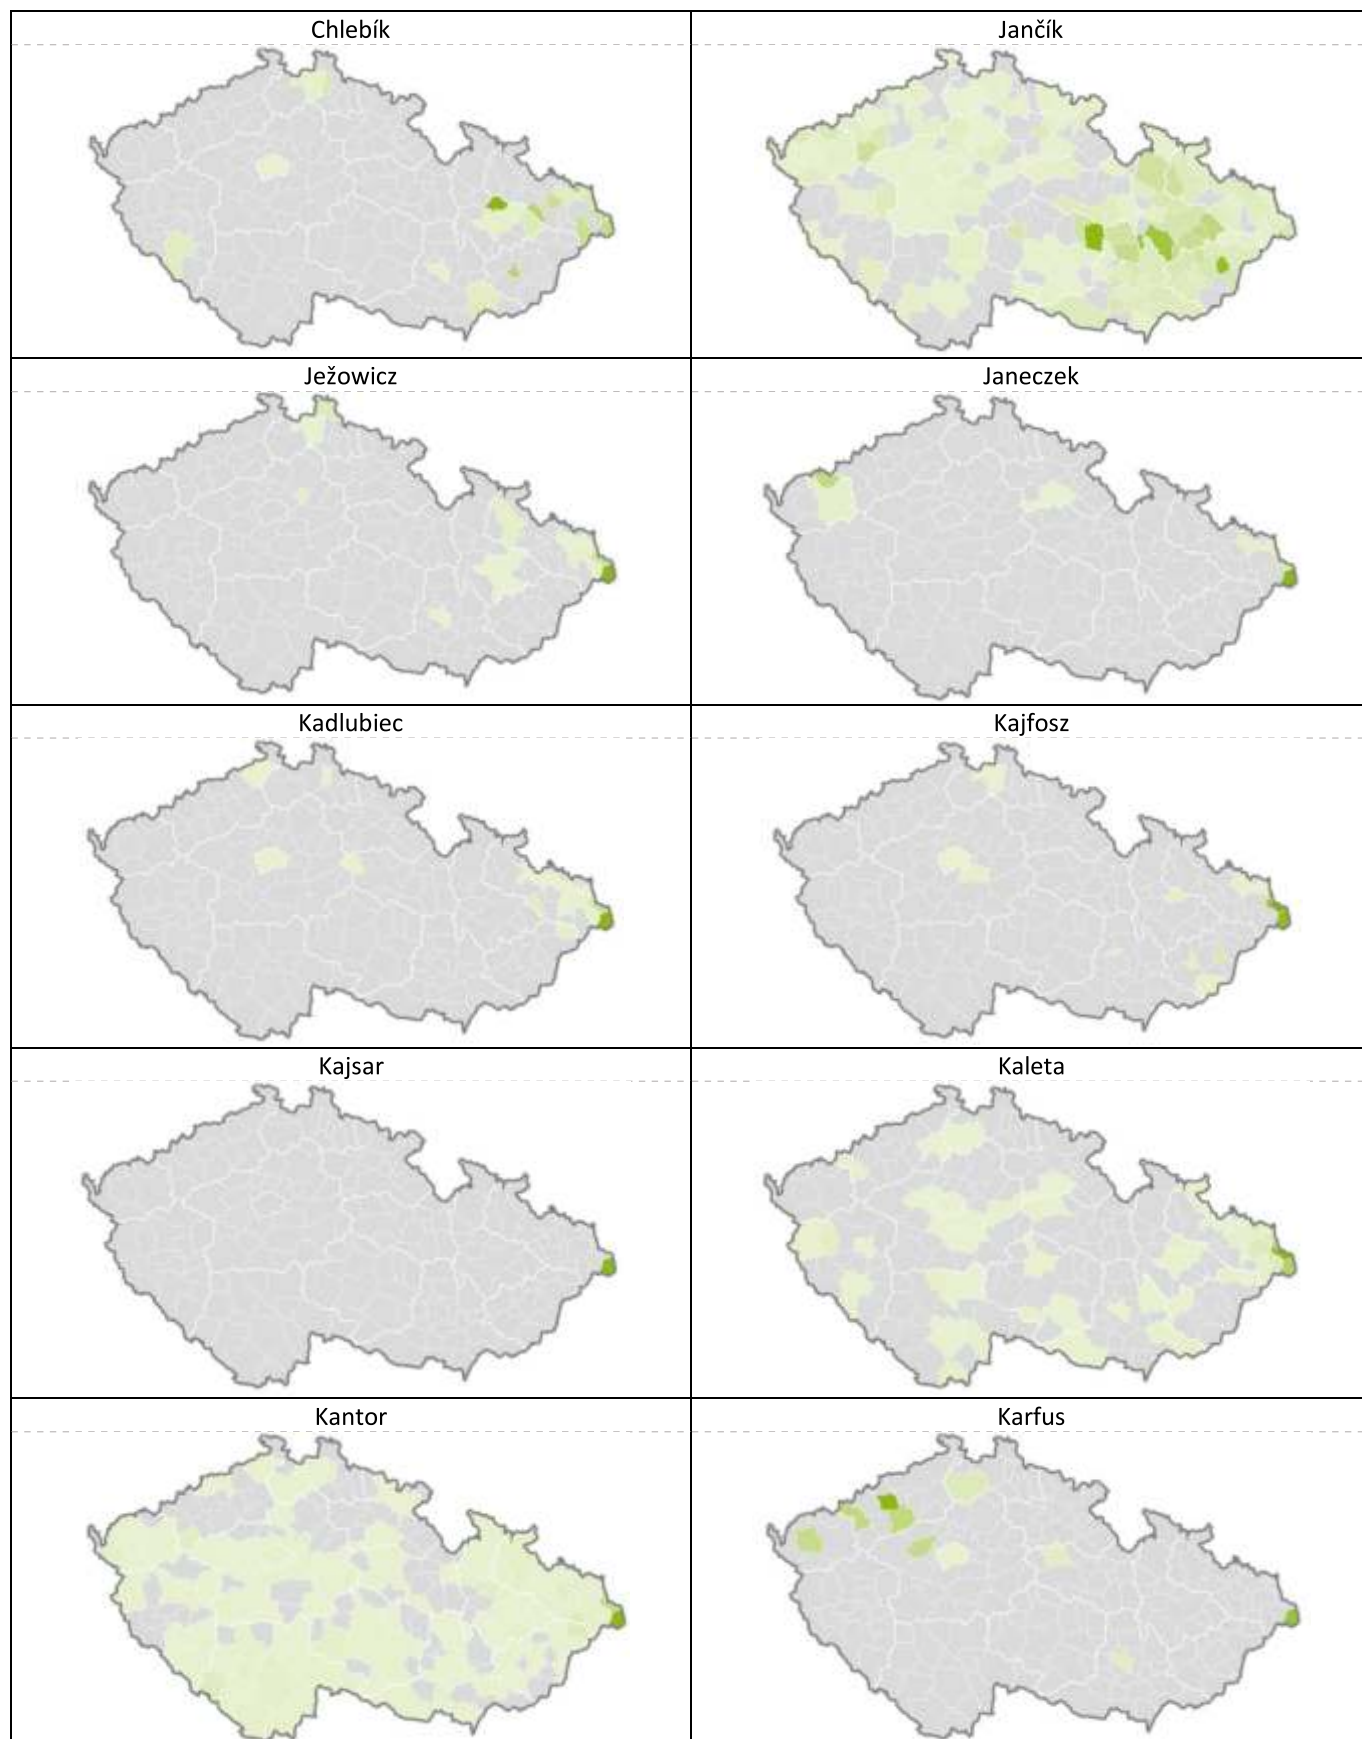 Chlebík
Jančík
Ježowicz
Janeczek
Kadlubiec
Kajfosz
Kajsar
Kaleta
Kantor
Karfus